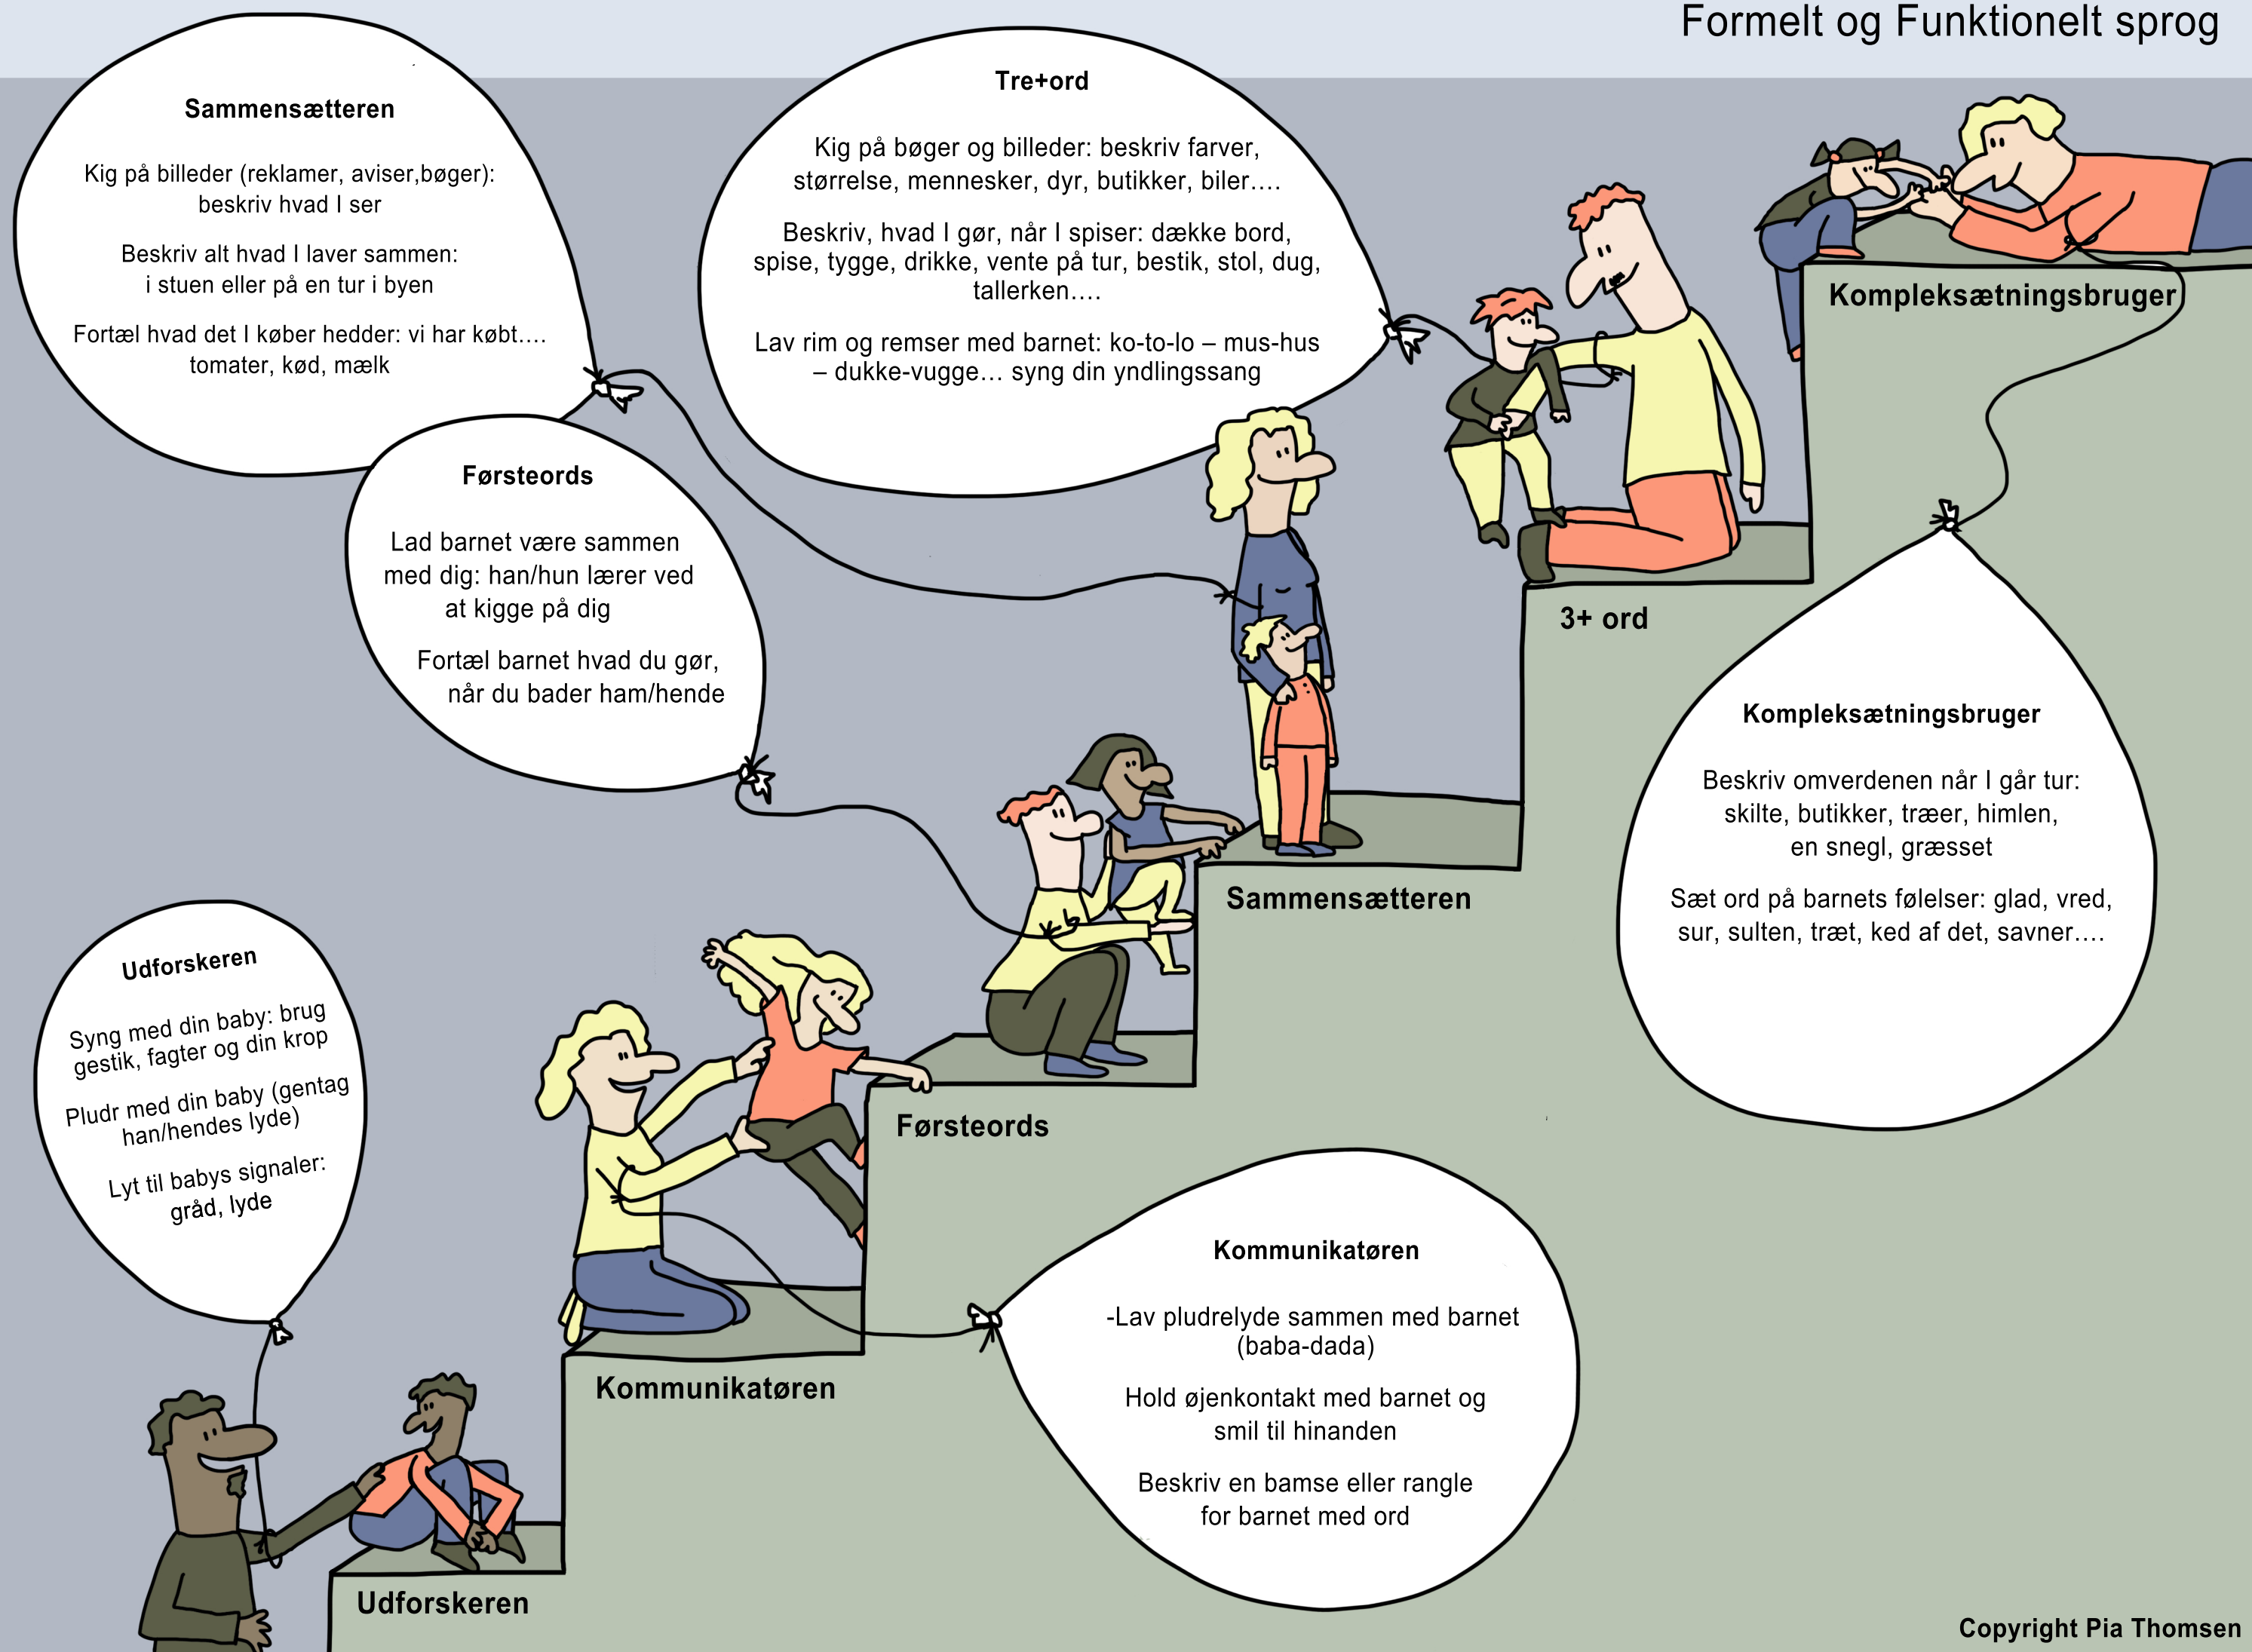 Formelt og Funktionelt sprog
Sammensætteren
Kig på billeder (reklamer, aviser,bøger):
beskriv hvad I ser
Beskriv alt hvad I laver sammen:
i stuen eller på en tur i byen
Fortæl hvad det I køber hedder: vi har købt....
tomater, kød, mælk
Tre+ord
Kig på bøger og billeder: beskriv farver,
størrelse, mennesker, dyr, butikker, biler....
Beskriv, hvad I gør, når I spiser: dække bord,
spise, tygge, drikke, vente på tur, bestik, stol, dug,
tallerken....
Lav rim og remser med barnet: ko-to-lo – mus-hus
– dukke-vugge... syng din yndlingssang
Førsteords
Lad barnet være sammen
med dig: han/hun lærer ved
at kigge på dig
Fortæl barnet hvad du gør,
når du bader ham/hende
Kompleksætningsbruger
3+ ord
Kompleksætningsbruger
Beskriv omverdenen når I går tur:
skilte, butikker, træer, himlen,
en snegl, græsset
Sæt ord på barnets følelser: glad, vred,
sur, sulten, træt, ked af det, savner....
Sammensætteren
Udforskeren
Syng med din baby: brug
gestik, fagter og din krop
Pludr med din baby (gentag
han/hendes lyde)
Lyt til babys signaler:
gråd, lyde
Førsteords
Kommunikatøren
-Lav pludrelyde sammen med barnet
(baba-dada)
Hold øjenkontakt med barnet og
smil til hinanden
Beskriv en bamse eller rangle
for barnet med ord
Kommunikatøren
Udforskeren
Copyright Pia Thomsen